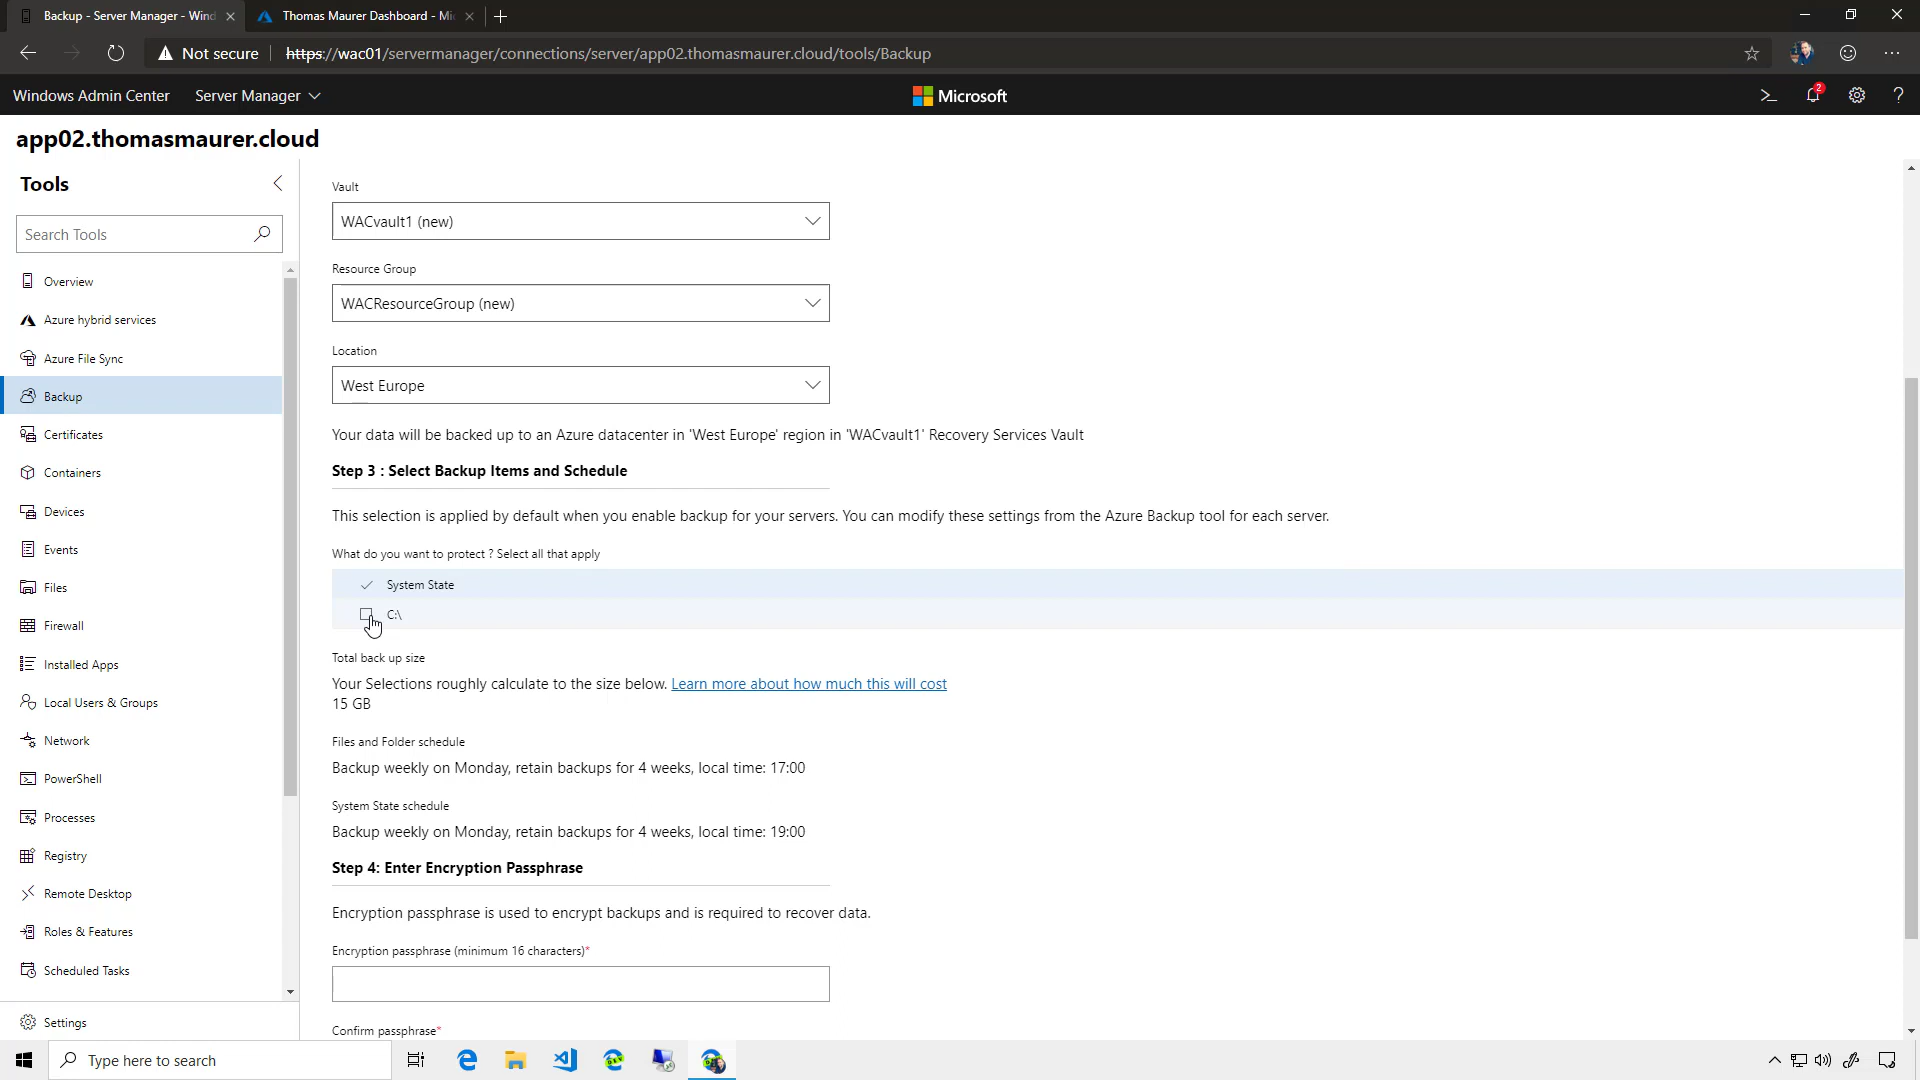 Backup - Server Manager - Wind
Thomas Maurer Dashboard - Mi
Not secure
https://wac01/servermanager/connections/server/app02.thomasmaurer.cloud/tools/Backup
Windows Admin Center
Server Manager
Microsoft
2
app02.thomasmaurer.cloud
Tools
Search Tools
Overview
Azure hybrid services
Azure File Sync
Backup
Certificates
Containers
Devices
Events
Files
Firewall
Installed Apps
Local Users & Groups
Network
PowerShell
Processes
Registry
Remote Desktop
Roles & Features
Scheduled Tasks
Settings
Vault
WACvault1 (new)
Resource Group
WACResourceGroup (new)
Location
West Europe
Your data will be backed up to an Azure datacenter in 'West Europe' region in 'WACvault1' Recovery Services Vault
Step 3 : Select Backup Items and Schedule
This selection is applied by default when you enable backup for your servers. You can modify these settings from the Azure Backup tool for each server.
What do you want to protect ? Select all that apply
System State
C:\
Total back up size
Your Selections roughly calculate to the size below. Learn more about how much this will cost
15 GB
Files and Folder schedule
Backup weekly on Monday, retain backups for 4 weeks, local time: 17:00
System State schedule
Backup weekly on Monday, retain backups for 4 weeks, local time: 19:00
Step 4: Enter Encryption Passphrase
Encryption passphrase is used to encrypt backups and is required to recover data.
Encryption passphrase (minimum 16 characters)*
Confirm passphrase*
Type here to search